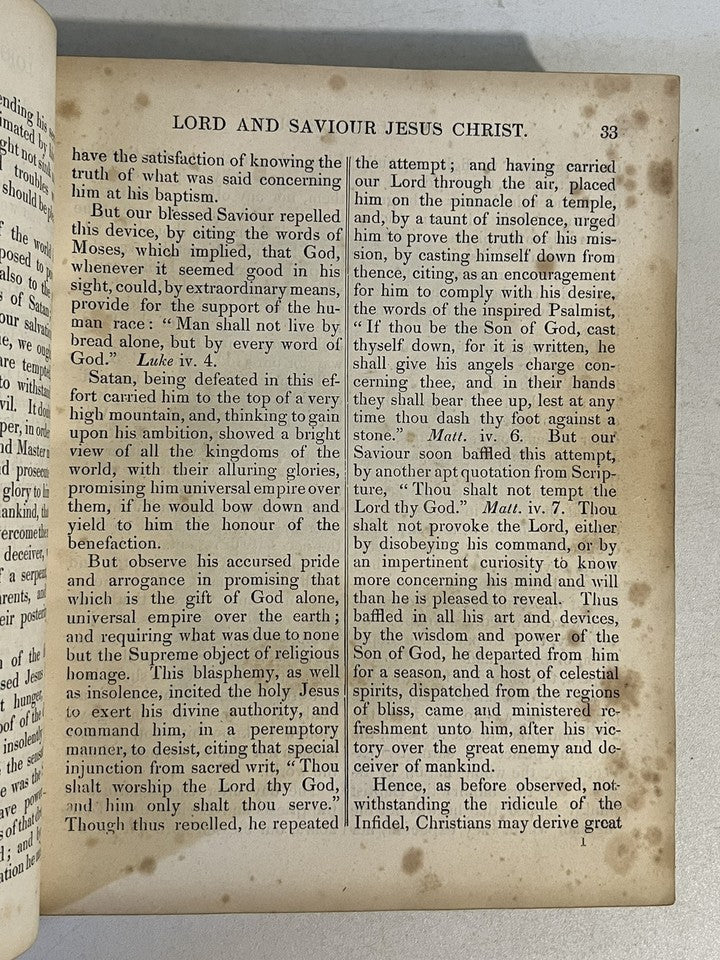 LORD AND SAVIOUR JESUS CHRIST. 33
have the satisfaction of knowing the
truth of what was said concerning
him at his baptism.
But our blessed Saviour repelled
this device, by citing the words of
Moses, which implied, that God,
whenever it seemed good in his
sight, could, by extraordinary means,
provide for the support of the hu-
man race: “Man shall not live by
bread alone, but by every word of
God.” Luke iv. 4.
Satan, being defeated in this ef-
fort carried him to the top of a very
high mountain, and, thinking to gain
upon his ambition, showed a bright
view of all the kingdoms of the
world, with their alluring glories,
promising him universal empire over
them, if he would bow down and
yield to him the honour of the
benefaction.
But observe his accursed pride
and arrogance in promising that
which is the gift of God alone,
universal empire over the earth;
and requiring what was due to none
but the Supreme object of religious
homage. This blasphemy, as well
as insolence, incited the holy Jesus
to exert his divine authority, and
command him, in a peremptory
manner, to desist, citing that special
injunction from sacred writ, “Thou
shalt worship the Lord thy God,
and him only shalt thou serve.”
Though thus repelled, he repeated
the attempt; and having carried
our Lord through the air, placed
him on the pinnacle of a temple,
and, by a taunt of insolence, urged
him to prove the truth of his mis-
sion, by casting himself down from
thence, citing, as an encouragement
for him to comply with his desire,
the words of the inspired Psalmist,
“If thou be the Son of God, cast
thyself down, for it is written, he
shall give his angels charge con-
cerning thee, and in their hands
they shall bear thee up, lest at any
time thou dash thy foot against a
stone.” Matt. iv. 6. But our
Saviour soon baffled this attempt,
by another apt quotation from Scrip-
ture, “Thou shalt not tempt the
Lord thy God.” Matt. iv. 7. Thou
shalt not provoke the Lord, either
by disobeying his command, or by
an impertinent curiosity to know
more concerning his mind and will
than he is pleased to reveal. Thus
baffled in all his art and devices,
by the wisdom and power of the
Son of God, he departed from him
for a season, and a host of celestial
spirits, dispatched from the regions
of bliss, came and ministered re-
freshment unto him, after his vic-
tory over the great enemy and de-
ceiver of mankind.
Hence, as before observed, not-
withstanding the ridicule of the
Infidel, Christians may derive great
1